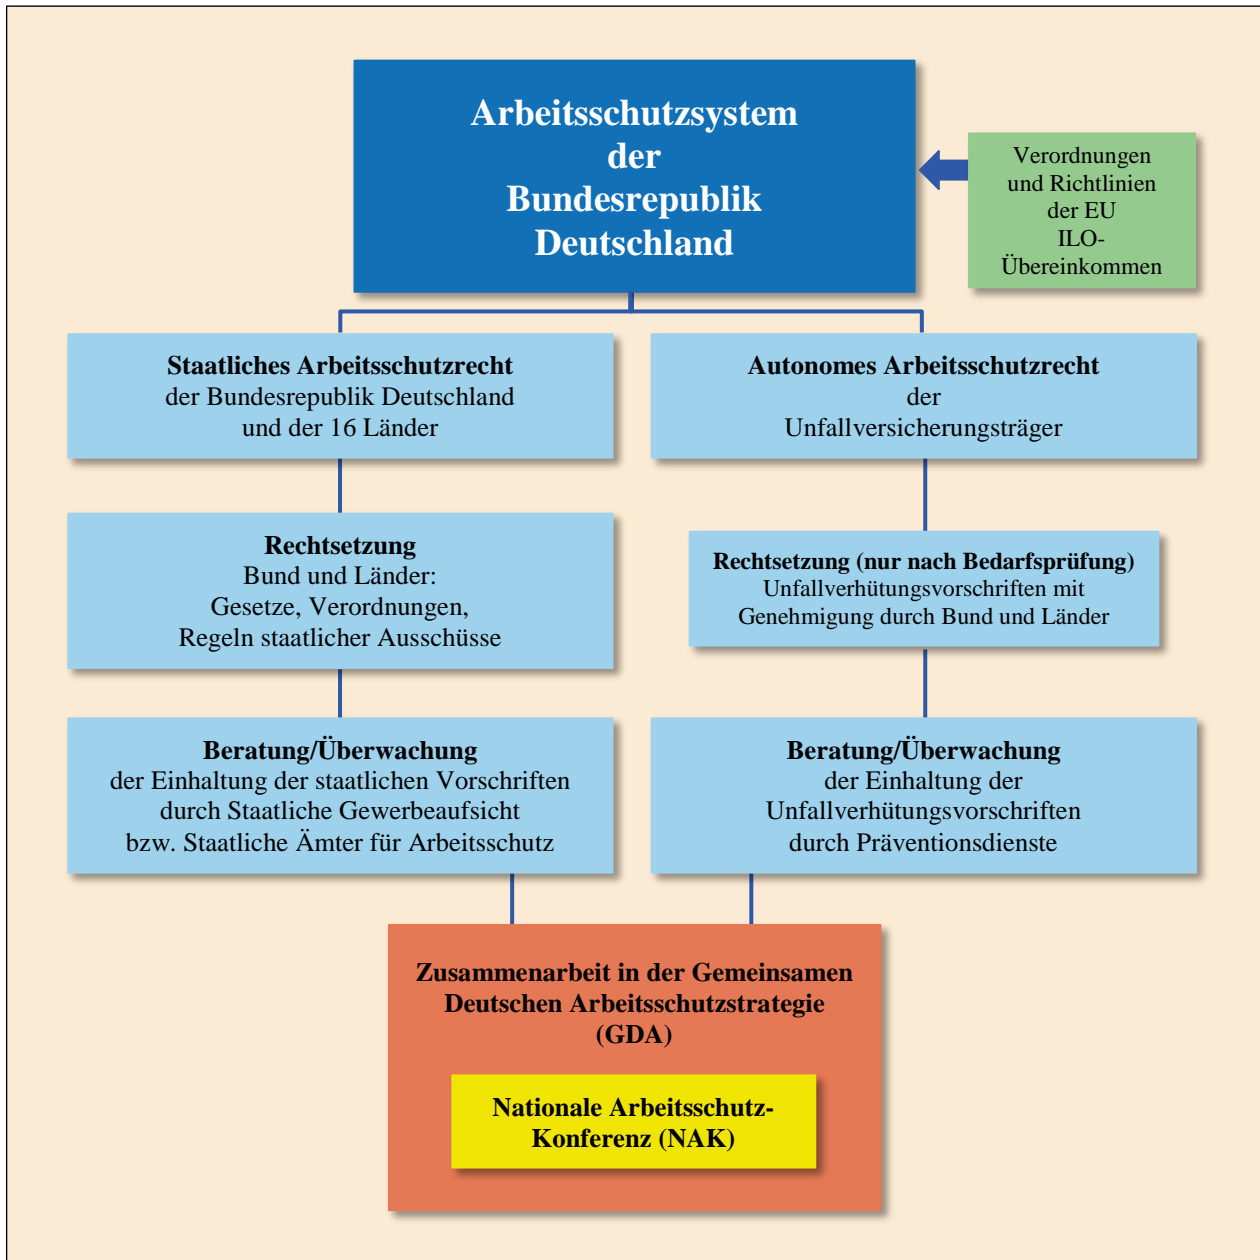 Arbeitsschutzsystem
der
Bundesrepublik
Deutschland
Verordnungen
und Richtlinien
der EU
ILO-
Übereinkommen
Staatliches Arbeitsschutzrecht
der Bundesrepublik Deutschland
und der 16 Länder
Autonomes Arbeitsschutzrecht
der
Unfallversicherungsträger
Rechtsetzung
Bund und Länder:
Gesetze, Verordnungen,
Regeln staatlicher Ausschüsse
Rechtsetzung (nur nach Bedarfsprüfung)
Unfallverhütungsvorschriften mit
Genehmigung durch Bund und Länder
Beratung/Überwachung
der Einhaltung der staatlichen Vorschriften
durch Staatliche Gewerbeaufsicht
bzw. Staatliche Ämter für Arbeitsschutz
Beratung/Überwachung
der Einhaltung der
Unfallverhütungsvorschriften
durch Präventionsdienste
Zusammenarbeit in der Gemeinsamen
Deutschen Arbeitsschutzstrategie
(GDA)
Nationale Arbeitsschutz-
Konferenz (NAK)